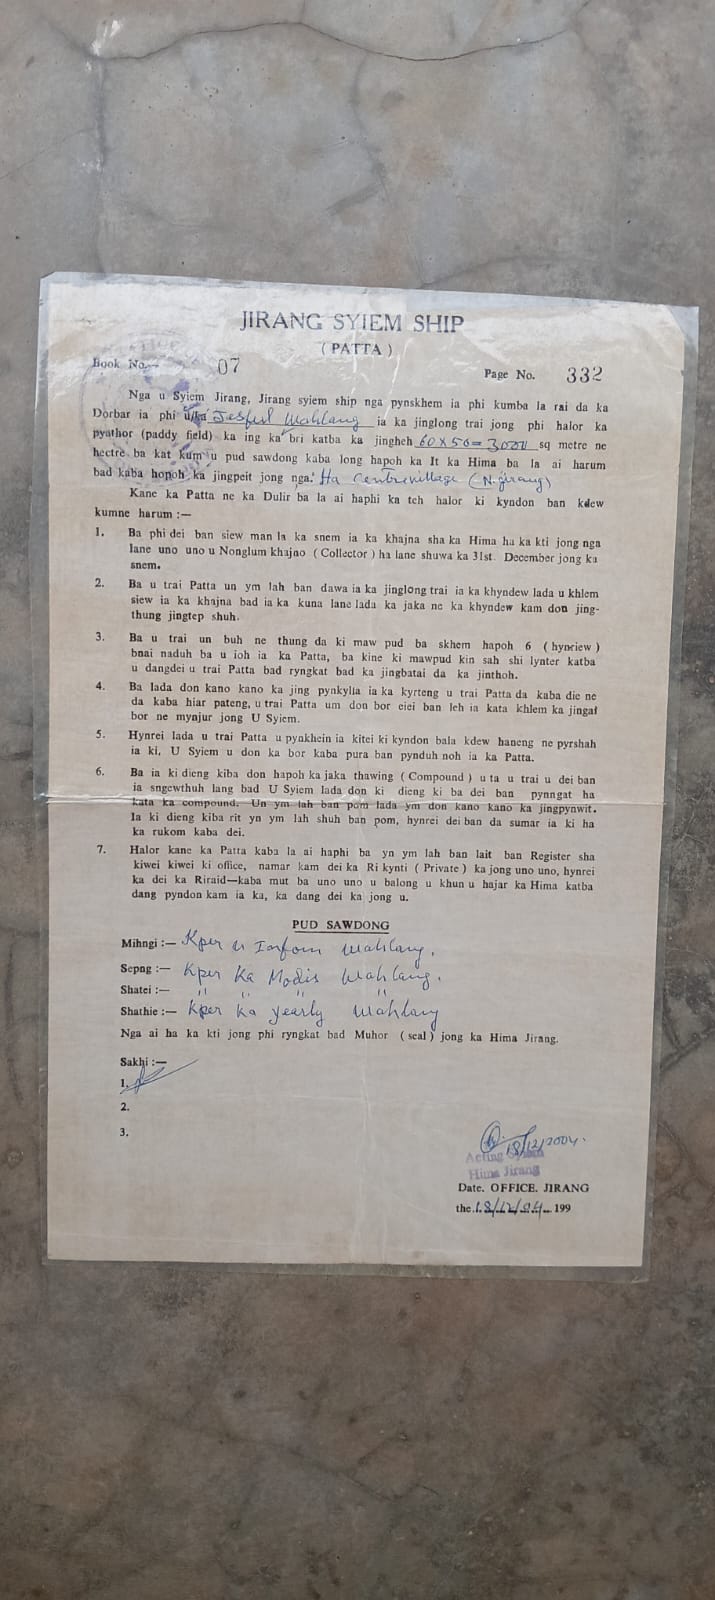 JIRANG SYIEM SHIP
( PATTA )
Book No.— 07
Page No. 332
Nga u Syiem Jirang, Jirang syiem ship nga pynskhem ia phi kumba la rai da ka
Dorbar ia phi u/ka Jesful Wahlang ia ka jinglong trai jong phi halor ka
pyathor (paddy field) ka ing ka bri katba ka jingheh 60 x 50 = 3000 sq metre ne
hectre ba kat kum u pud sawdong kaba long hapoh ka It ka Hima ba la ai harum
bad kaba hopoh ka jingpeit jong nga. Ha Centre village (N. Jirang)
Kane ka Patta ne ka Dulir ba la ai haphi ka teh halor ki kyndon ban kdew
kumne harum :—
1. Ba phi dei ban siew man la ka snem ia ka khajna sha ka Hima ha ka kti jong nga
lane uno uno u Nonglum khajno ( Collector ) ha lane shuwa ka 31st. December jong ka
snem.
2. Ba u trai Patta un ym lah ban dawa ia ka jinglong trai ia ka khyndew lada u khlem
siew ia ka khajna bad ia ka kuna lane lada ka jaka ne ka khyndew kam don jing-
thung jingtep shuh.
3. Ba u trai un buh ne thung da ki maw pud ba skhem hapoh 6 ( hynriew )
bnai naduh ba u ioh ia ka Patta, ba kine ki mawpud kin sah shi lynter katba
u dangdei u trai Patta bad ryngkat bad ka jingbatai da ka jinthoh.
4. Ba lada don kano kano ka jing pynkylla ia ka kyrteng u trai Patta da kaba die ne
da kaba hiar pateng, u trai Patta um don bor eiei ban leh ia kata khlem ka jingai
bor ne mynjur jong U Syiem.
5. Hynrei lada u trai Patta u pynkhein ia kitei ki kyndon bala kdew haneng ne pyrshah
ia ki, U Syiem u don ka bor kaba pura ban pynduh noh ia ka Patta.
6. Ba ia ki dieng kiba don hapoh ka jaka thawing ( Compound ) u ta u trai u dei ban
ia sngewthuh lang bad U Syiem lada don ki dieng ki ba dei ban pynngat ha
kata ka compound. Un ym lah ban pom lada ym don kano kano ka jingpynwit.
Ia ki dieng kiba rit yn ym lah shuh ban pom, hynrei dei ban da sumar ia ki ha
ka rukom kaba dei.
7. Halor kane ka Patta kaba la ai haphi ba yn ym lah ban lait ban Register sha
kiwei kiwei ki office, namar kam dei ka Ri kynti ( Private ) ka jong uno uno, hynrei
ka dei ka Riraid—kaba mut ba uno uno u balong u khun u hajar ka Hima katba
dang pyndon kam ia ka, ka dang dei ka jong u.
PUD SAWDONG
Mihngi :— Kper u Iarfom Wahlang.
Sepng :— Kper Ka Modis Wahlang.
Shatei :— " " " "
Shathie :— Kper ka yearly Wahlang
Nga ai ha ka kti jong phi ryngkat bad Muhor ( seal ) jong ka Hima Jirang.
Sakhi :—
1.
2.
3.
18/12/2004.
Acting Syiem
Hima Jirang
Date. OFFICE. JIRANG
the. 18/12/04 199